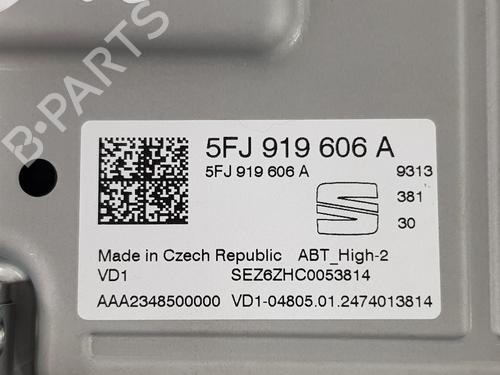 B-PARTS
5FJ 919 606 A
5FJ 919 606 A 9313
381
30
Made in Czech Republic ABT_High-2
VD1 SEZ6ZHC0053814
AAA2348500000 VD1-04805.01.2474013814